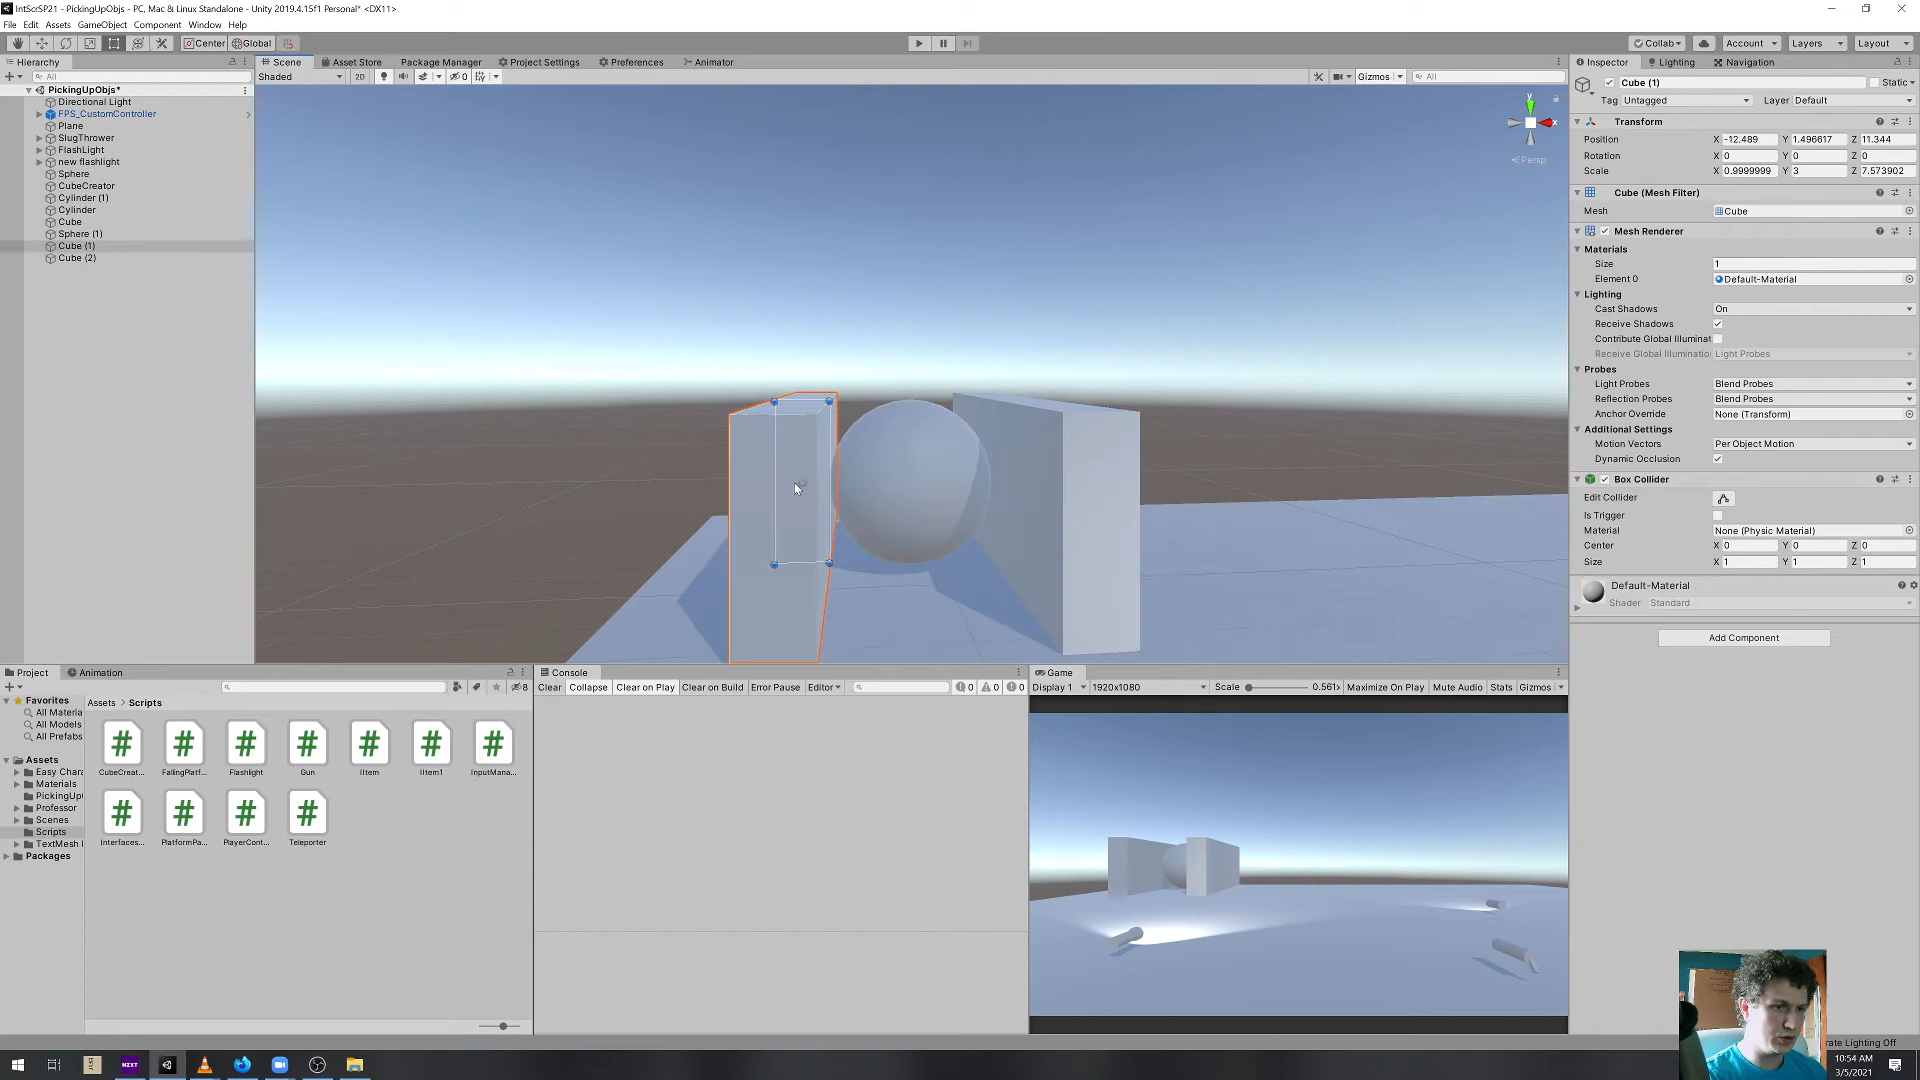 IntScrSP21 - PickingUpObjs - PC, Mac & Linux Standalone - Unity 2019.4.15f1 Personal* <DX11>
File Edit Assets GameObject Component Window Help
Center Global Collab Account Layers Layout
Hierarchy
All
PickingUpObjs*
Directional Light
FPS_CustomController
Plane
SlugThrower
FlashLight
new flashlight
Sphere
CubeCreator
Cylinder (1)
Cylinder
Cube
Sphere (1)
Cube (1)
Cube (2)
Scene Asset Store Package Manager Project Settings Preferences Animator
Shaded 2D 0 Gizmos All
y
x
Persp
Inspector Lighting Navigation
Cube (1) Static
Tag Untagged Layer Default
Transform
Position X -12.489 Y 1.496617 Z 11.344
Rotation X 0 Y 0 Z 0
Scale X 0.9999999 Y 3 Z 7.573902
Cube (Mesh Filter)
Mesh Cube
Mesh Renderer
Materials
Size 1
Element 0 Default-Material
Lighting
Cast Shadows On
Receive Shadows
Contribute Global Illuminat
Receive Global Illuminatio Light Probes
Probes
Light Probes Blend Probes
Reflection Probes Blend Probes
Anchor Override None (Transform)
Additional Settings
Motion Vectors Per Object Motion
Dynamic Occlusion
Box Collider
Edit Collider
Is Trigger
Material None (Physic Material)
Center X 0 Y 0 Z 0
Size X 1 Y 1 Z 1
Default-Material
Shader Standard
Add Component
Project Animation
8
Favorites
All Materia
All Models
All Prefabs
Assets
Easy Chara
Materials
PickingUp
Professor
Scenes
Scripts
TextMesh
Packages
Assets > Scripts
CubeCreat... FallingPlatf... Flashlight Gun IItem IItem1 InputMana...
Interfaces... PlatformPa... PlayerCont... Teleporter
Console
Clear Collapse Clear on Play Clear on Build Error Pause Editor 0 0 0
Game
Display 1 1920x1080 Scale 0.561x Maximize On Play Mute Audio Stats Gizmos
rate Lighting Off
NZXT
10:54 AM
3/5/2021